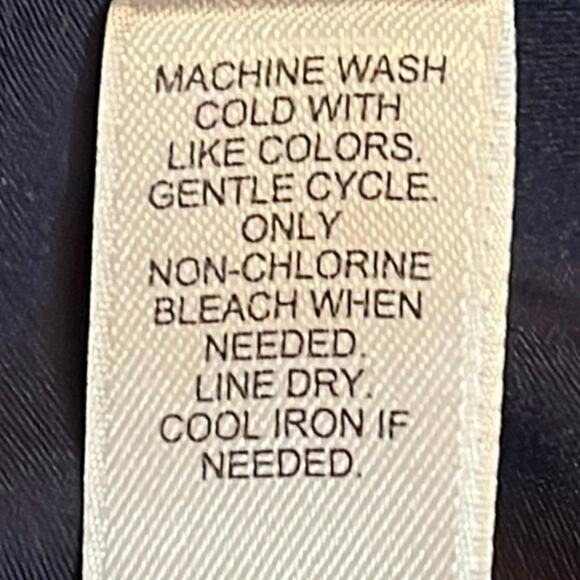 MACHINE WASH
COLD WITH
LIKE COLORS.
GENTLE CYCLE.
ONLY
NON-CHLORINE
BLEACH WHEN
NEEDED.
LINE DRY.
COOL IRON IF
NEEDED.